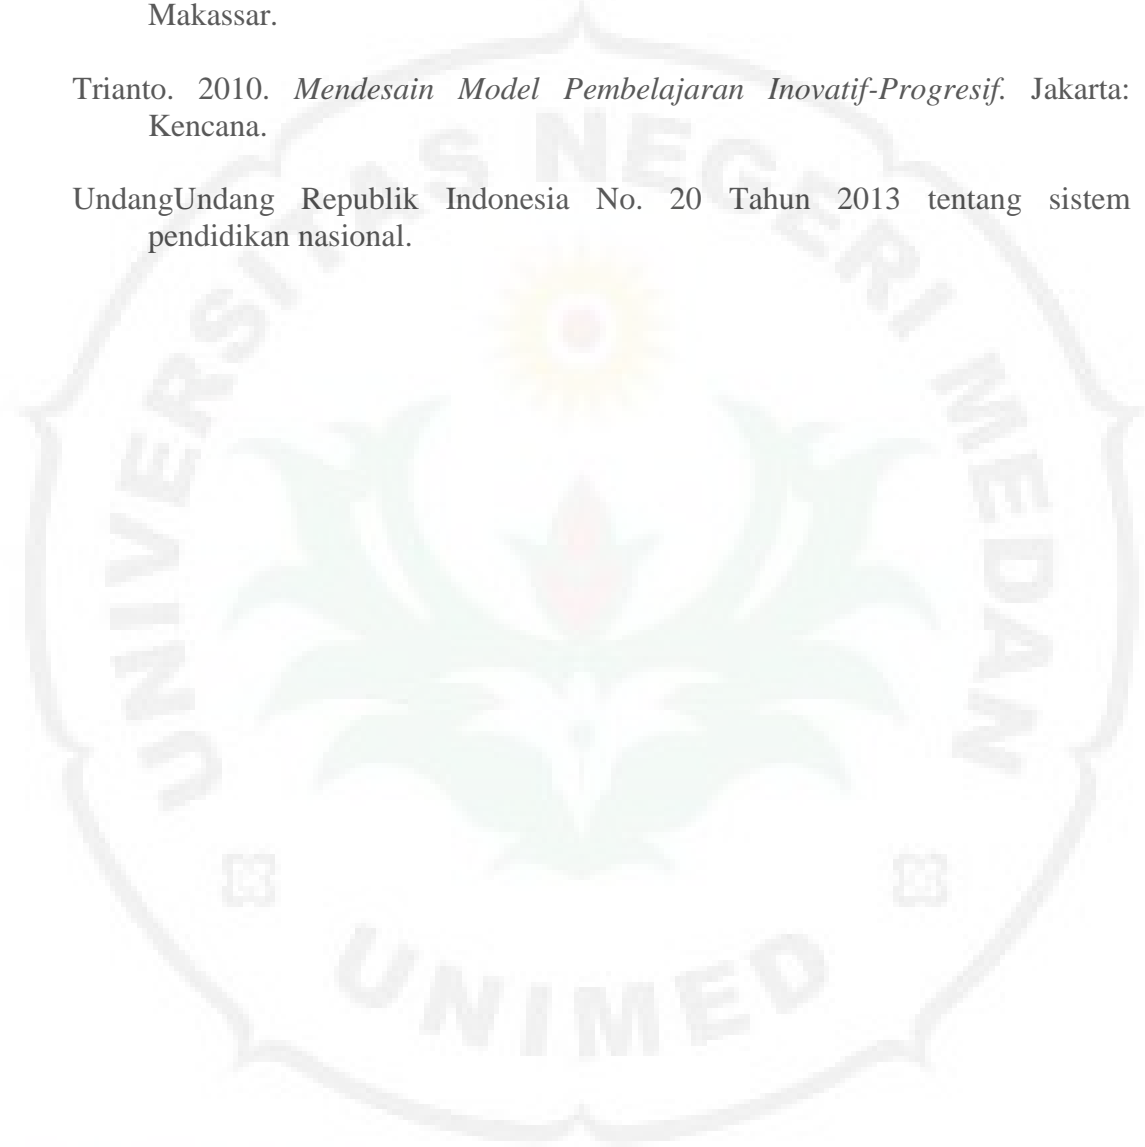 Makassar.
Trianto. 2010. Mendesain Model Pembelajaran Inovatif-Progresif. Jakarta:
Kencana.
UndangUndang Republik Indonesia No. 20 Tahun 2013 tentang sistem
pendidikan nasional.
UNIVERSITAS NEGERI MEDAN
UNIMED